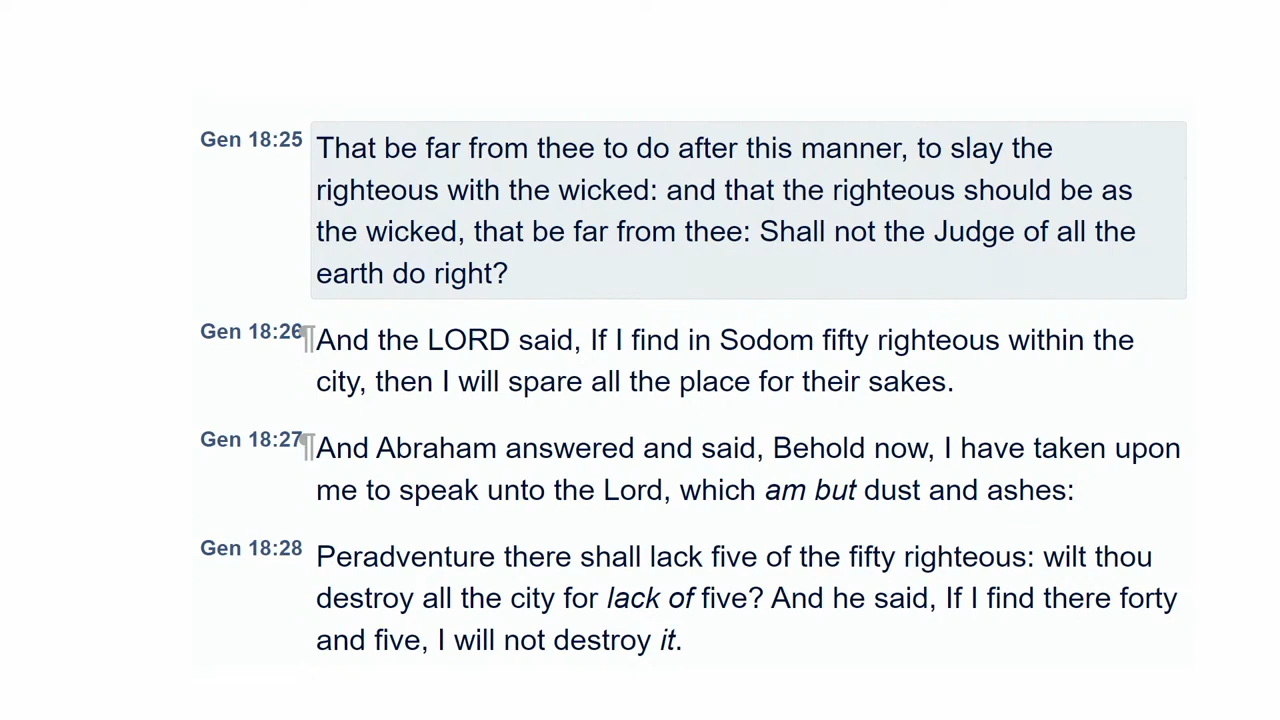 Gen 18:25 That be far from thee to do after this manner, to slay the
righteous with the wicked: and that the righteous should be as
the wicked, that be far from thee: Shall not the Judge of all the
earth do right?
Gen 18:26 ¶And the LORD said, If I find in Sodom fifty righteous within the
city, then I will spare all the place for their sakes.
Gen 18:27 ¶And Abraham answered and said, Behold now, I have taken upon
me to speak unto the Lord, which am but dust and ashes:
Gen 18:28 Peradventure there shall lack five of the fifty righteous: wilt thou
destroy all the city for lack of five? And he said, If I find there forty
and five, I will not destroy it.